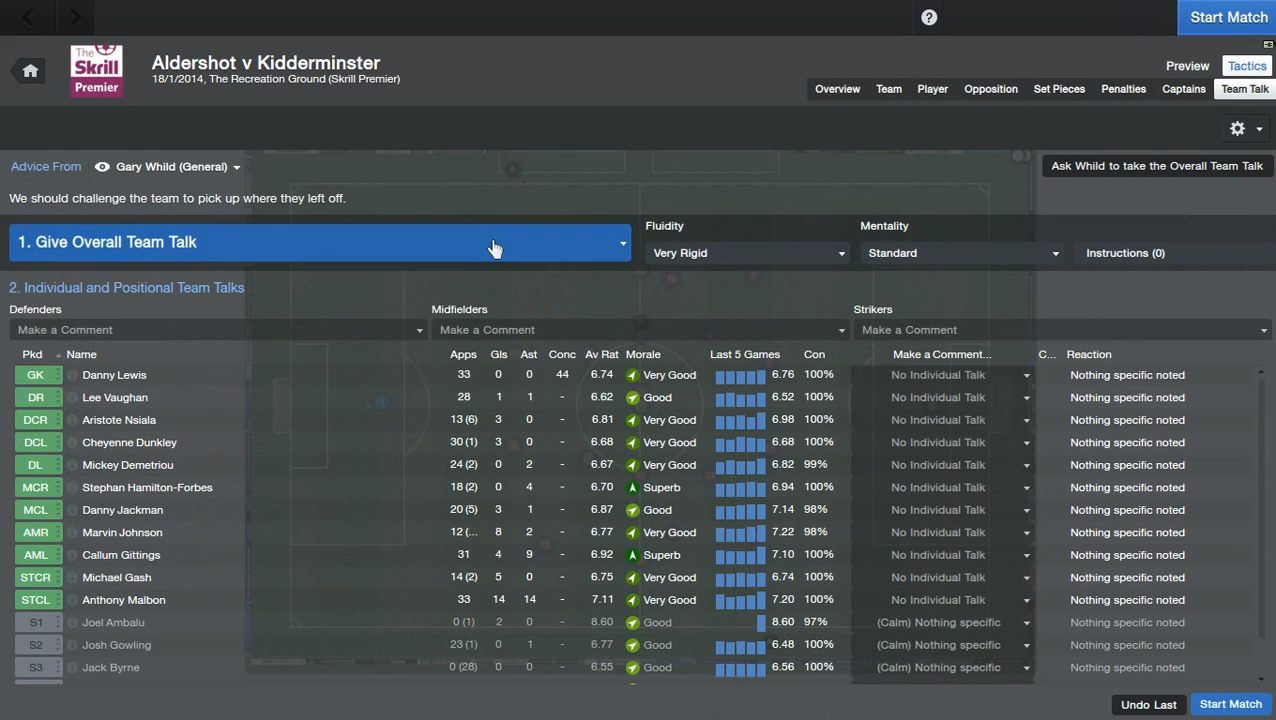 Start Match
The Skrill Premier
Aldershot v Kidderminster
18/1/2014, The Recreation Ground (Skrill Premier)
Preview Tactics
Overview Team Player Opposition Set Pieces Penalties Captains Team Talk
Advice From Gary Whild (General) Ask Whild to take the Overall Team Talk
We should challenge the team to pick up where they left off.
1. Give Overall Team Talk
Fluidity Mentality
Very Rigid Standard Instructions (0)
2. Individual and Positional Team Talks
Defenders Midfielders Strikers
Make a Comment Make a Comment Make a Comment
Pkd Name Apps Gls Ast Conc Av Rat Morale Last 5 Games Con Make a Comment... C... Reaction
GK Danny Lewis 33 0 0 44 6.74 Very Good 6.76 100% No Individual Talk Nothing specific noted
DR Lee Vaughan 28 1 1 - 6.62 Good 6.52 100% No Individual Talk Nothing specific noted
DCR Aristote Nsiala 13 (6) 3 0 - 6.81 Very Good 6.98 100% No Individual Talk Nothing specific noted
DCL Cheyenne Dunkley 30 (1) 3 0 - 6.68 Very Good 6.68 100% No Individual Talk Nothing specific noted
DL Mickey Demetriou 24 (2) 0 2 - 6.67 Very Good 6.82 99% No Individual Talk Nothing specific noted
MCR Stephan Hamilton-Forbes 18 (2) 0 4 - 6.70 Superb 6.94 100% No Individual Talk Nothing specific noted
MCL Danny Jackman 20 (5) 3 1 - 6.87 Good 7.14 98% No Individual Talk Nothing specific noted
AMR Marvin Johnson 12 (... 8 2 - 6.77 Very Good 7.22 98% No Individual Talk Nothing specific noted
AML Callum Gittings 31 4 9 - 6.92 Superb 7.10 100% No Individual Talk Nothing specific noted
STCR Michael Gash 14 (2) 5 0 - 6.75 Very Good 6.74 100% No Individual Talk Nothing specific noted
STCL Anthony Malbon 33 14 14 - 7.11 Very Good 7.20 100% No Individual Talk Nothing specific noted
S1 Joel Ambalu 0 (1) 2 0 - 8.60 Good 8.60 97% (Calm) Nothing specific Nothing specific noted
S2 Josh Gowling 23 (1) 0 1 - 6.77 Good 6.48 100% (Calm) Nothing specific Nothing specific noted
S3 Jack Byrne 0 (28) 0 0 - 6.55 Good 6.56 100% (Calm) Nothing specific Nothing specific noted
Undo Last Start Match